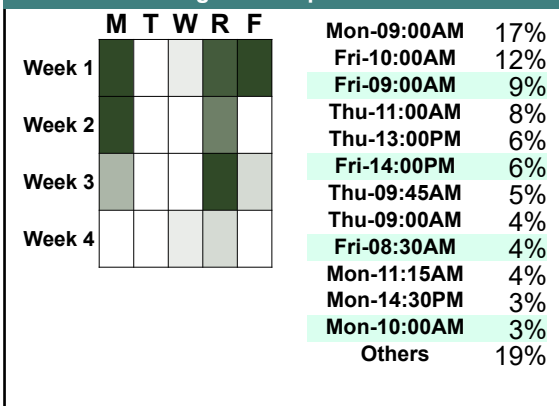 M T W R F
Week 1
Week 2
Week 3
Week 4
Mon-09:00AM 17%
Fri-10:00AM 12%
Fri-09:00AM 9%
Thu-11:00AM 8%
Thu-13:00PM 6%
Fri-14:00PM 6%
Thu-09:45AM 5%
Thu-09:00AM 4%
Fri-08:30AM 4%
Mon-11:15AM 4%
Mon-14:30PM 3%
Mon-10:00AM 3%
Others 19%